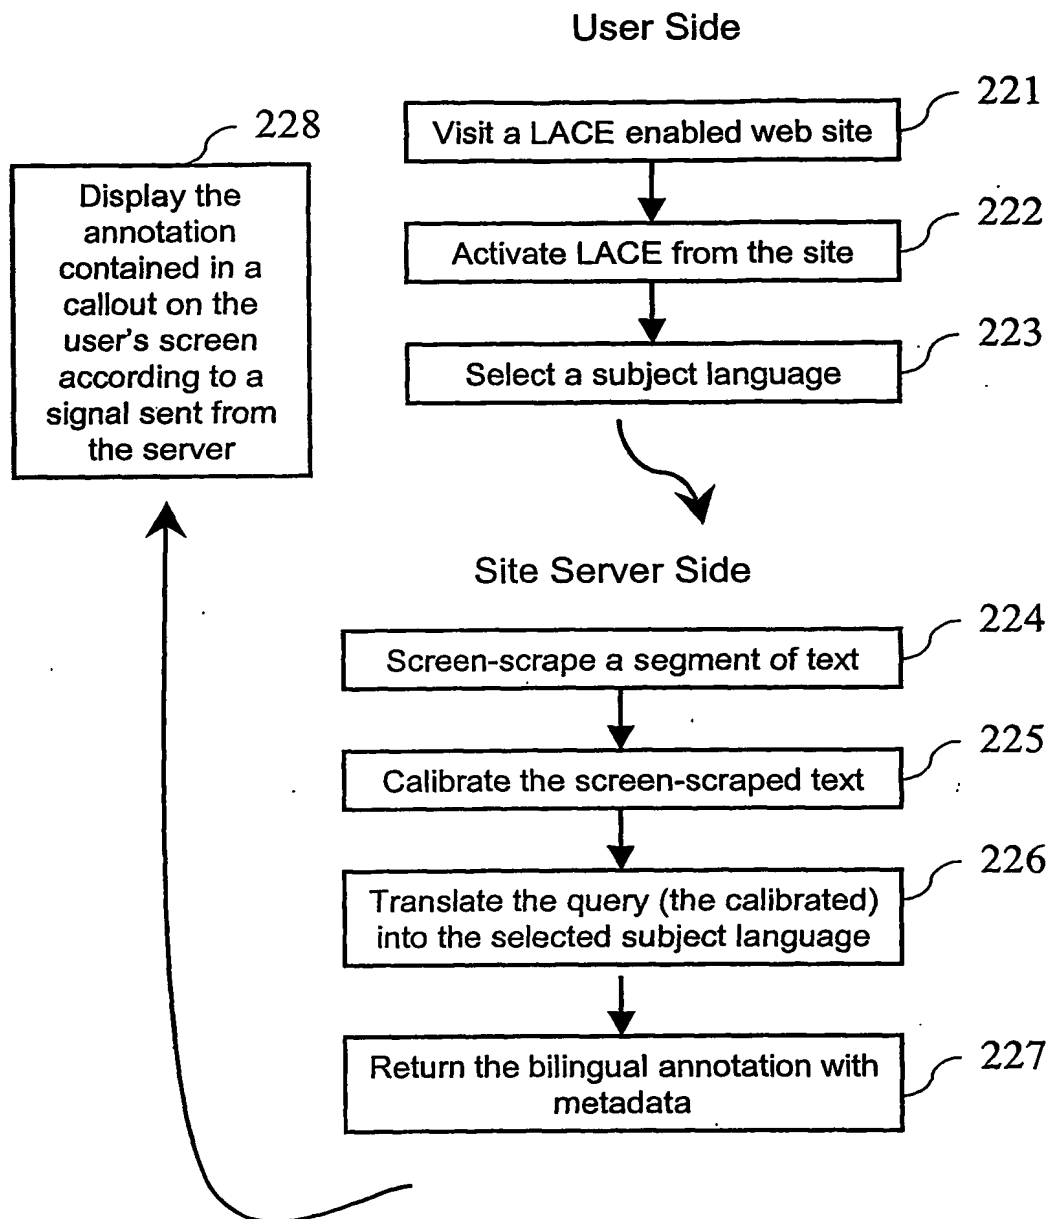 User Side
221
Visit a LACE enabled web site
222
Activate LACE from the site
223
Select a subject language
228
Display the
annotation
contained in a
callout on the
user's screen
according to a
signal sent from
the server
Site Server Side
224
Screen-scrape a segment of text
225
Calibrate the screen-scraped text
226
Translate the query (the calibrated)
into the selected subject language
227
Return the bilingual annotation with
metadata